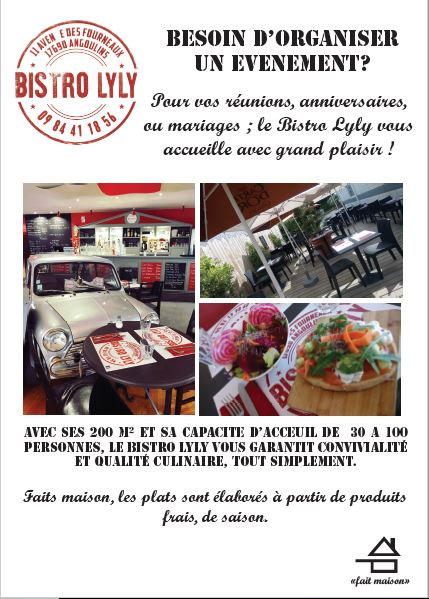 11 AVEN E DES FOURNEAUX
17690 ANGOULINS
BISTRO LYLY
09 84 41 18 56
BESOIN D'ORGANISER
UN EVENEMENT?
Pour vos réunions, anniversaires,
ou mariages ; le Bistro Lyly vous
accueille avec grand plaisir !
BISTRO LYLY
BISTRO
AVEC SES 200 M² ET SA CAPACITE D'ACCEUIL DE 30 A 100
PERSONNES, LE BISTRO LYLY VOUS GARANTIT CONVIVIALITÉ
ET QUALITÉ CULINAIRE, TOUT SIMPLEMENT.
Faits maison, les plats sont élaborés à partir de produits
frais, de saison.
«fait maison»